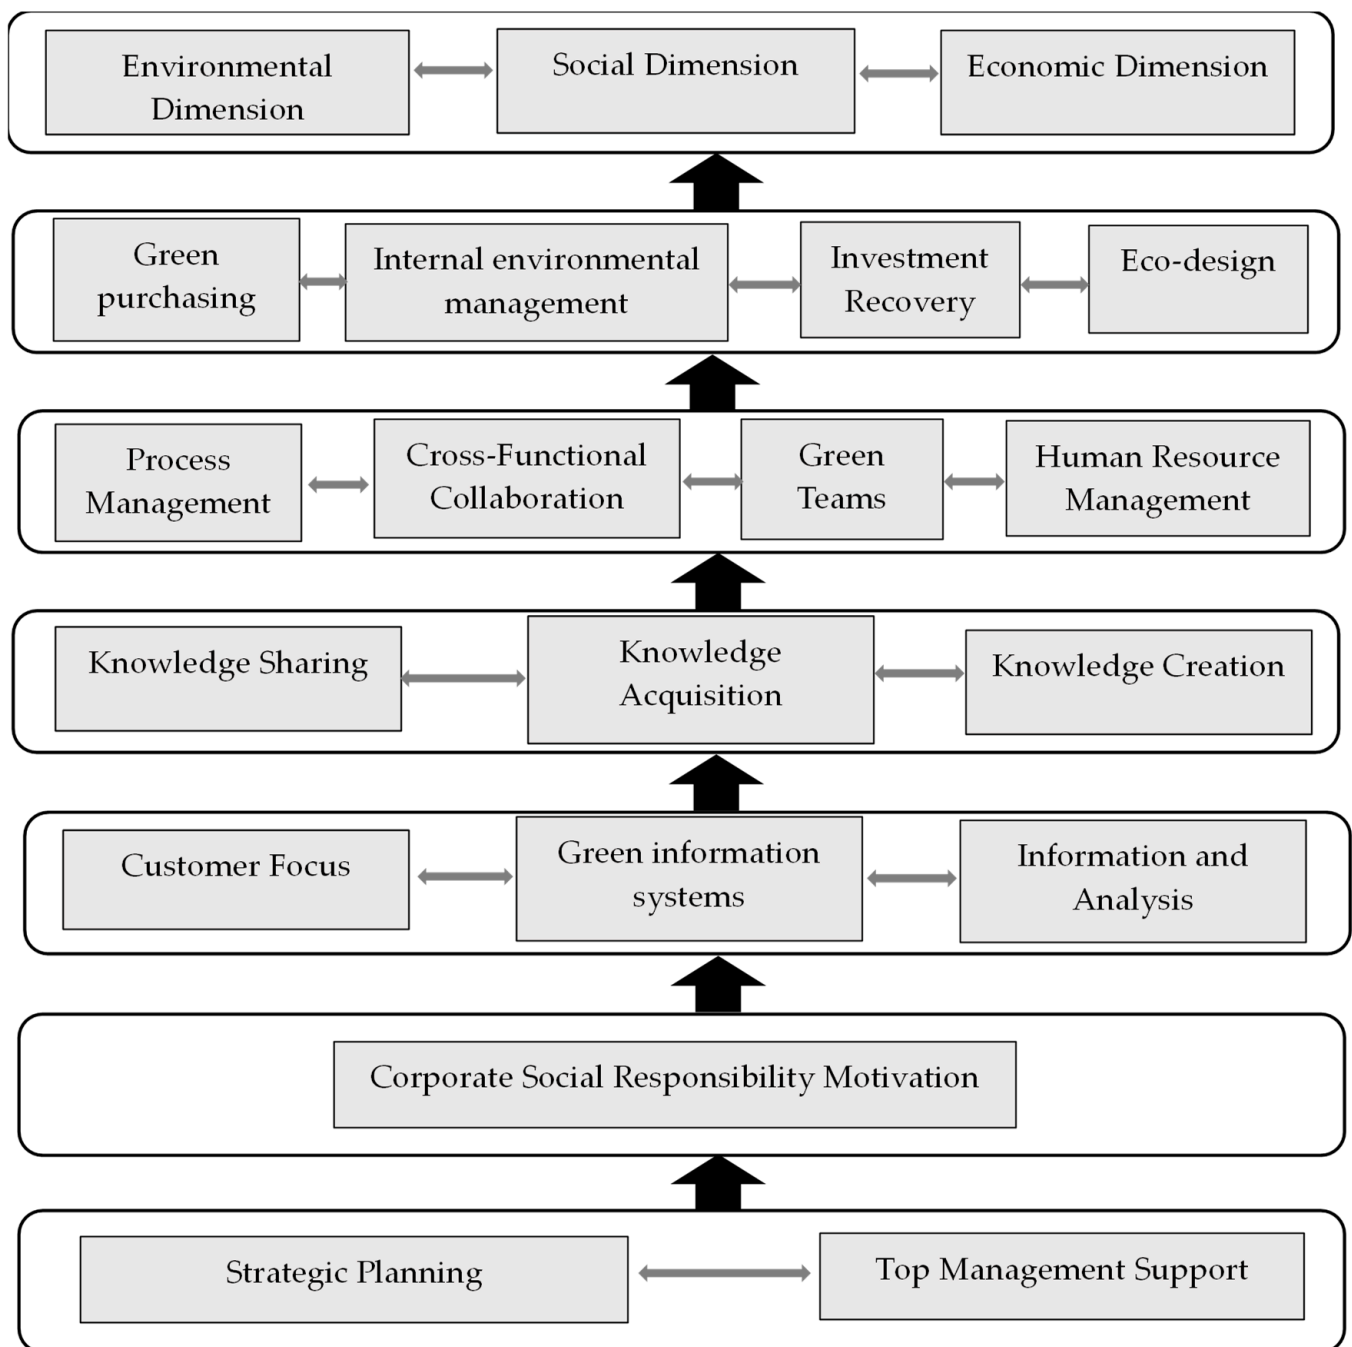 Environmental
Dimension
Social Dimension
Economic Dimension
Green
purchasing
Internal environmental
management
Investment
Recovery
Eco-design
Process
Management
Cross-Functional
Collaboration
Green
Teams
Human Resource
Management
Knowledge Sharing
Knowledge
Acquisition
Knowledge Creation
Customer Focus
Green information
systems
Information and
Analysis
Corporate Social Responsibility Motivation
Strategic Planning
Top Management Support